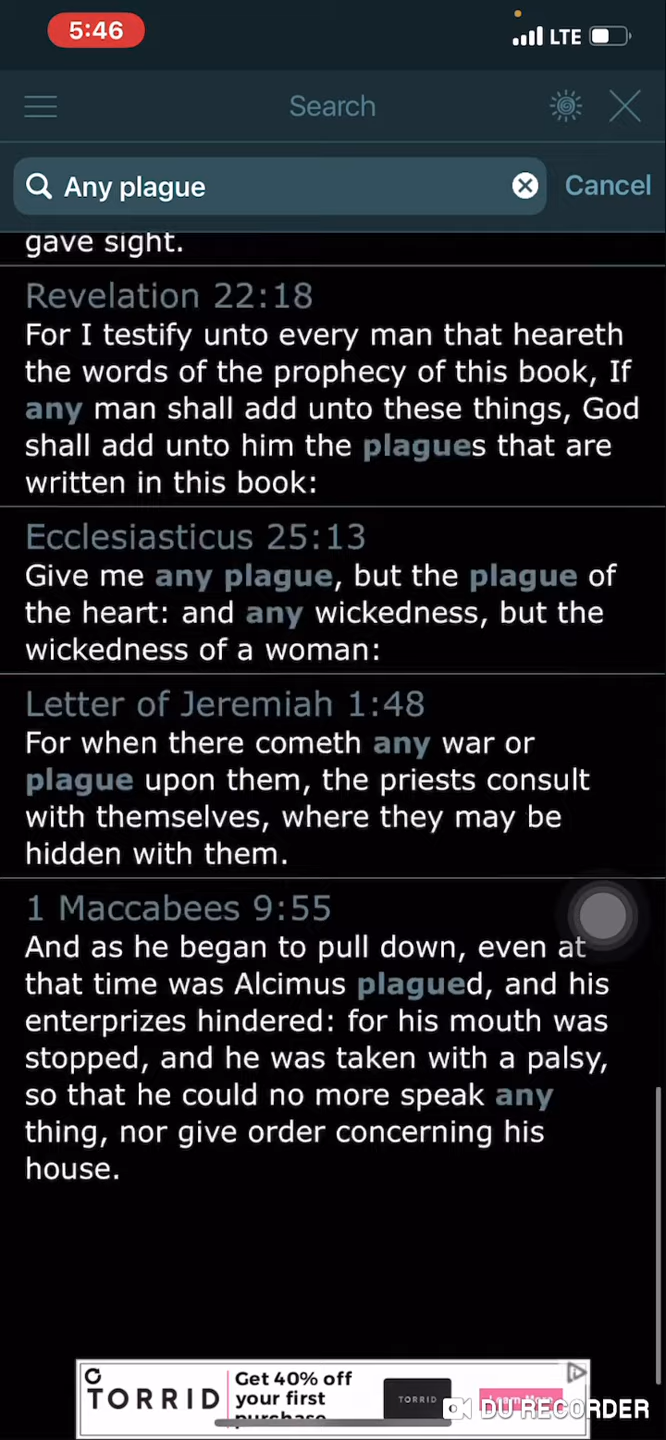 5:46
LTE
Search
Any plague
Cancel
gave sight.
Revelation 22:18
For I testify unto every man that heareth
the words of the prophecy of this book, If
any man shall add unto these things, God
shall add unto him the plagues that are
written in this book:
Ecclesiasticus 25:13
Give me any plague, but the plague of
the heart: and any wickedness, but the
wickedness of a woman:
Letter of Jeremiah 1:48
For when there cometh any war or
plague upon them, the priests consult
with themselves, where they may be
hidden with them.
1 Maccabees 9:55
And as he began to pull down, even at
that time was Alcimus plagued, and his
enterprizes hindered: for his mouth was
stopped, and he was taken with a palsy,
so that he could no more speak any
thing, nor give order concerning his
house.
TORRID
Get 40% off
your first
purchase
TORRID
Learn More
DU RECORDER